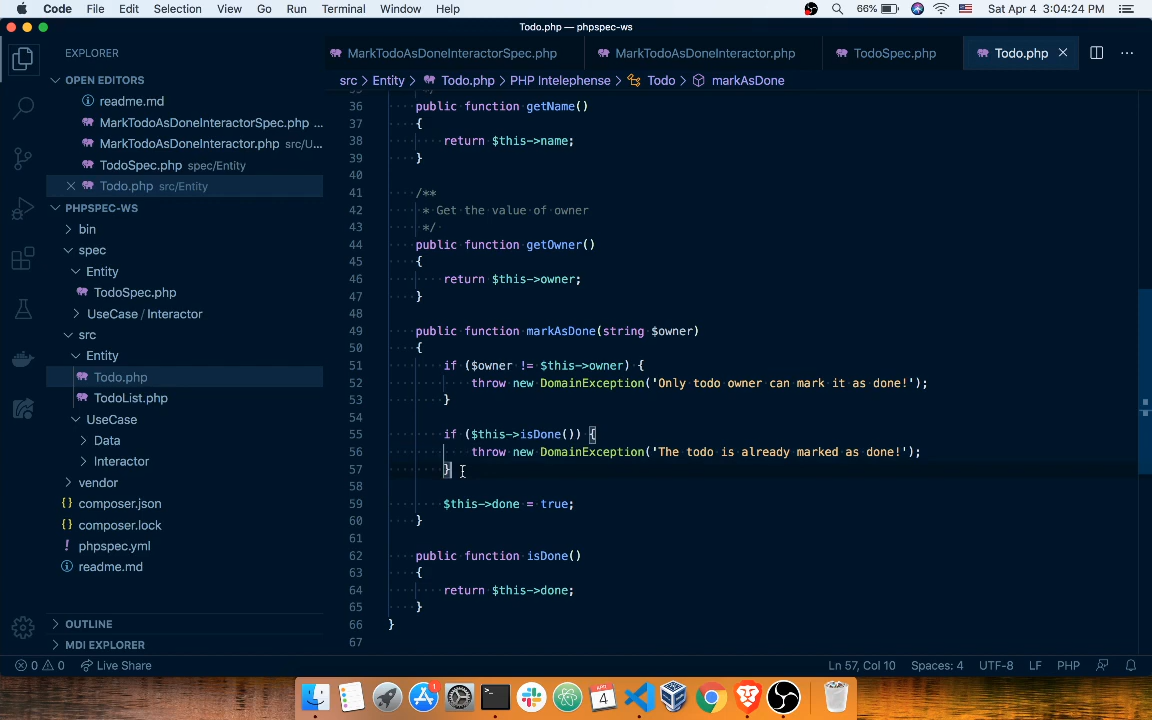 Code File Edit Selection View Go Run Terminal Window Help
66% Sat Apr 4 3:04:24 PM
Todo.php — phpspec-ws
EXPLORER
MarkTodoAsDoneInteractorSpec.php
MarkTodoAsDoneInteractor.php
TodoSpec.php
Todo.php
OPEN EDITORS
readme.md
MarkTodoAsDoneInteractorSpec.php ...
MarkTodoAsDoneInteractor.php src/U...
TodoSpec.php spec/Entity
Todo.php src/Entity
PHPSPEC-WS
bin
spec
Entity
TodoSpec.php
UseCase / Interactor
src
Entity
Todo.php
TodoList.php
UseCase
Data
Interactor
vendor
composer.json
composer.lock
phpspec.yml
readme.md
OUTLINE
MDI EXPLORER
src > Entity > Todo.php > PHP Intelephense > Todo > markAsDone
36 public function getName()
37 {
38 return $this->name;
39 }
40
41 /**
42 * Get the value of owner
43 */
44 public function getOwner()
45 {
46 return $this->owner;
47 }
48
49 public function markAsDone(string $owner)
50 {
51 if ($owner != $this->owner) {
52 throw new DomainException('Only todo owner can mark it as done!');
53 }
54
55 if ($this->isDone()) {
56 throw new DomainException('The todo is already marked as done!');
57 }
58
59 $this->done = true;
60 }
61
62 public function isDone()
63 {
64 return $this->done;
65 }
66 }
67
0 0 Live Share
Ln 57, Col 10 Spaces: 4 UTF-8 LF PHP